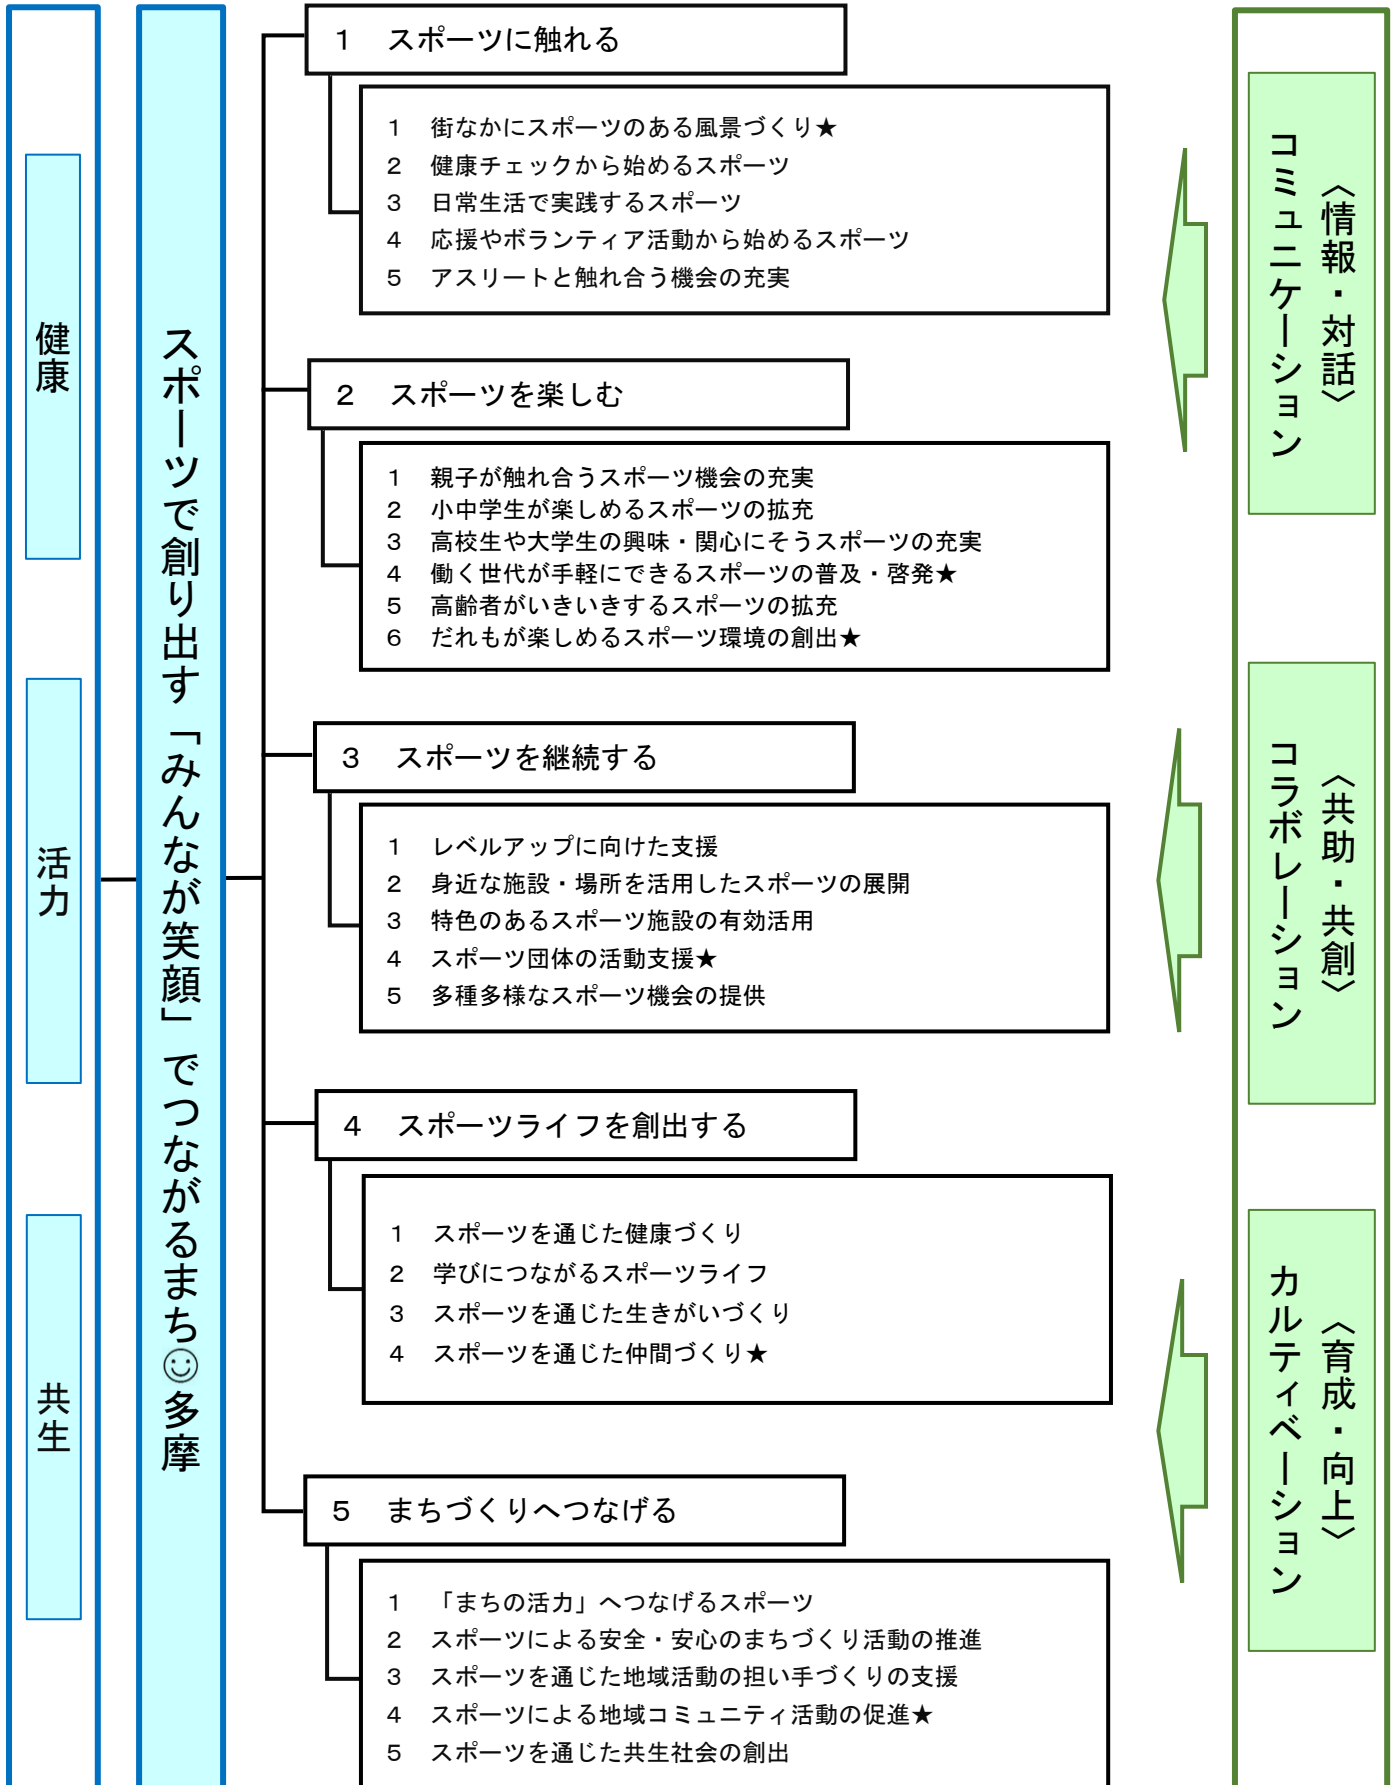 健康
活力
共生
スポーツで創り出す「みんなが笑顔」でつながるまち☺多摩
１　スポーツに触れる
１　街なかにスポーツのある風景づくり★
２　健康チェックから始めるスポーツ
３　日常生活で実践するスポーツ
４　応援やボランティア活動から始めるスポーツ
５　アスリートと触れ合う機会の充実
２　スポーツを楽しむ
１　親子が触れ合うスポーツ機会の充実
２　小中学生が楽しめるスポーツの拡充
３　高校生や大学生の興味・関心にそうスポーツの充実
４　働く世代が手軽にできるスポーツの普及・啓発★
５　高齢者がいきいきするスポーツの拡充
６　だれもが楽しめるスポーツ環境の創出★
３　スポーツを継続する
１　レベルアップに向けた支援
２　身近な施設・場所を活用したスポーツの展開
３　特色のあるスポーツ施設の有効活用
４　スポーツ団体の活動支援★
５　多種多様なスポーツ機会の提供
４　スポーツライフを創出する
１　スポーツを通じた健康づくり
２　学びにつながるスポーツライフ
３　スポーツを通じた生きがいづくり
４　スポーツを通じた仲間づくり★
５　まちづくりへつなげる
１　「まちの活力」へつなげるスポーツ
２　スポーツによる安全・安心のまちづくり活動の推進
３　スポーツを通じた地域活動の担い手づくりの支援
４　スポーツによる地域コミュニティ活動の促進★
５　スポーツを通じた共生社会の創出
〈情報・対話〉
コミュニケーション
〈共助・共創〉
コラボレーション
〈育成・向上〉
カルティベーション